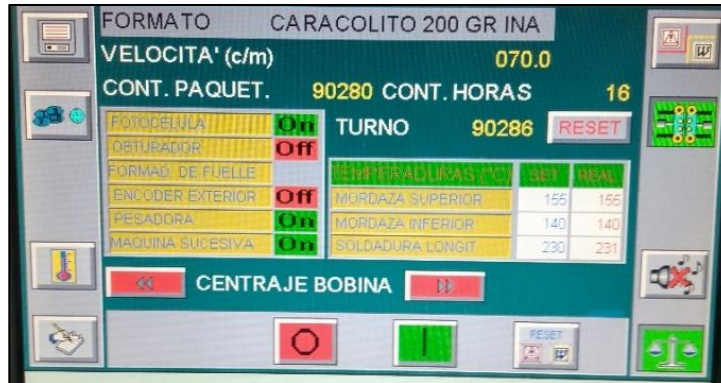 FORMATO CARACOLITO 200 GR INA
VELOCITA' (c/m) 070.0
CONT. PAQUET. 90280 CONT. HORAS 16
FOTOCELULA On
TURNO 90286 RESET
OBTURADOR Off
FORMAD. DE FUELLE
TEMPERADURAS (°C) SET REAL
ENCODER EXTERIOR Off
MORDAZA SUPERIOR 155 155
PESADORA On
MORDAZA INFERIOR 140 140
MAQUINA SUCESIVA On
SOLDADURA LONGIT. 230 231
CENTRAJE BOBINA
RESET